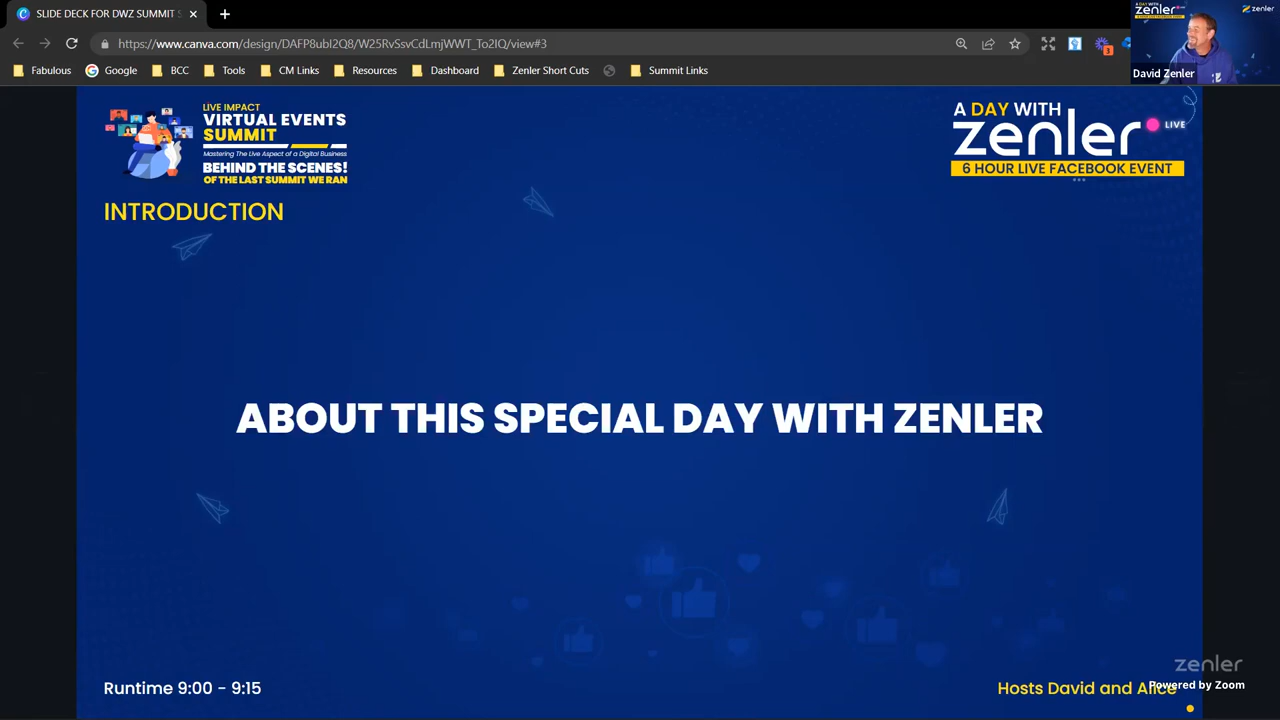 SLIDE DECK FOR DWZ SUMMIT S
https://www.canva.com/design/DAFP8ubI2Q8/W25RvSsvCdLmjWWT_To2IQ/view#3
Fabulous
Google
BCC
Tools
CM Links
Resources
Dashboard
Zenler Short Cuts
Summit Links
3
zenler
zenler
David Zenler
LIVE IMPACT
VIRTUAL EVENTS
SUMMIT
Mastering The Live Aspect of a Digital Business
BEHIND THE SCENES!
OF THE LAST SUMMIT WE RAN
A DAY WITH
zenler
LIVE
6 HOUR LIVE FACEBOOK EVENT
INTRODUCTION
ABOUT THIS SPECIAL DAY WITH ZENLER
Runtime 9:00 - 9:15
Hosts David and Alice
zenler
Powered by Zoom